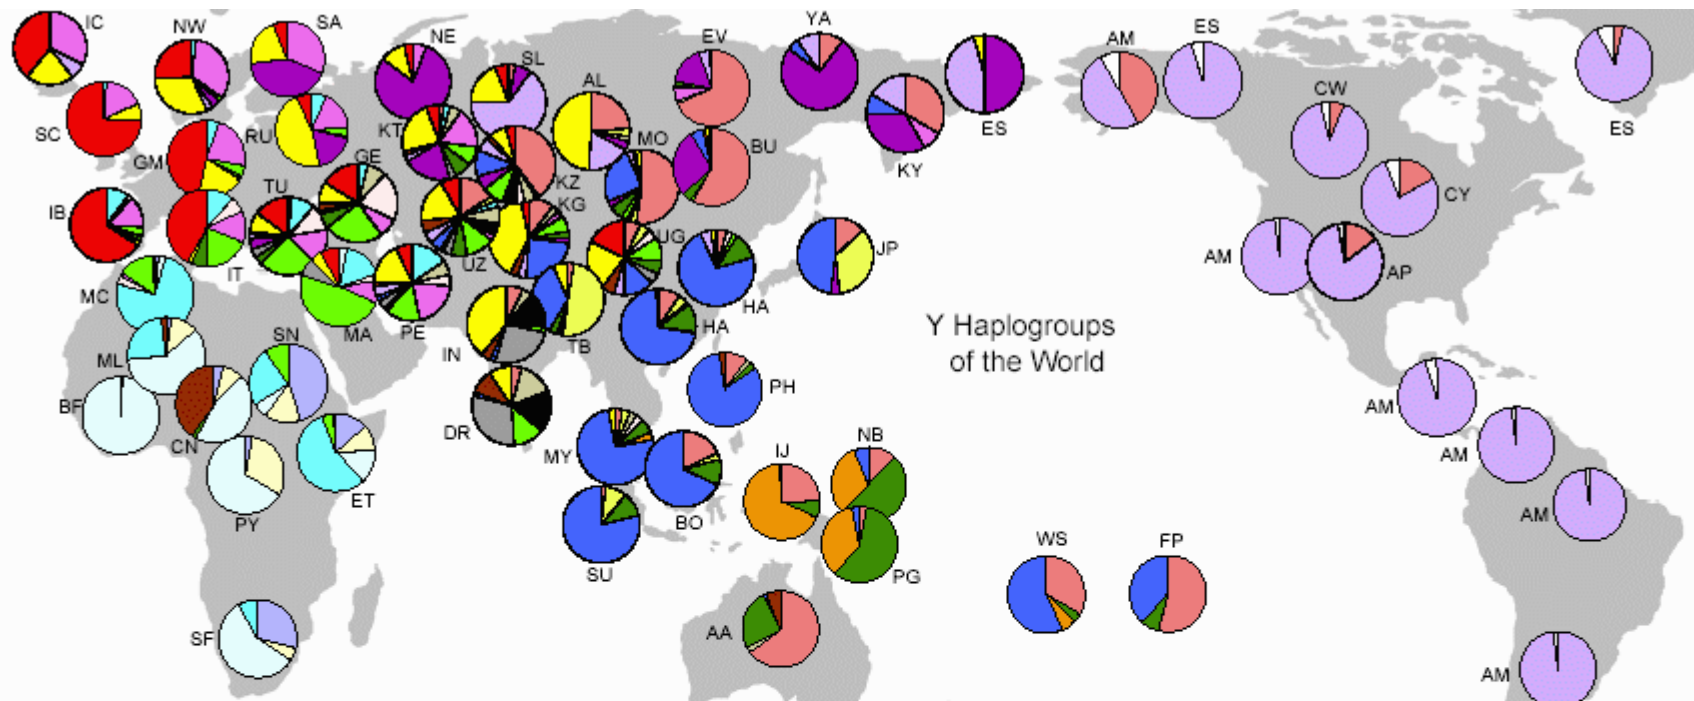 IC
NW
SA
NE
SL
EV
YA
AM
ES
SC
RU
KT
AL
MO
BU
KY
ES
CW
ES
GM
GE
KZ
CY
IB
TU
KG
UG
JP
IT
UZ
HA
AM
AP
MC
MA
PE
IN
TB
HA
Y Haplogroups
of the World
ML
SN
BF
CN
DR
PH
AM
PY
ET
MY
BO
IJ
NB
AM
SU
PG
AM
WS
FP
SF
AA
AM